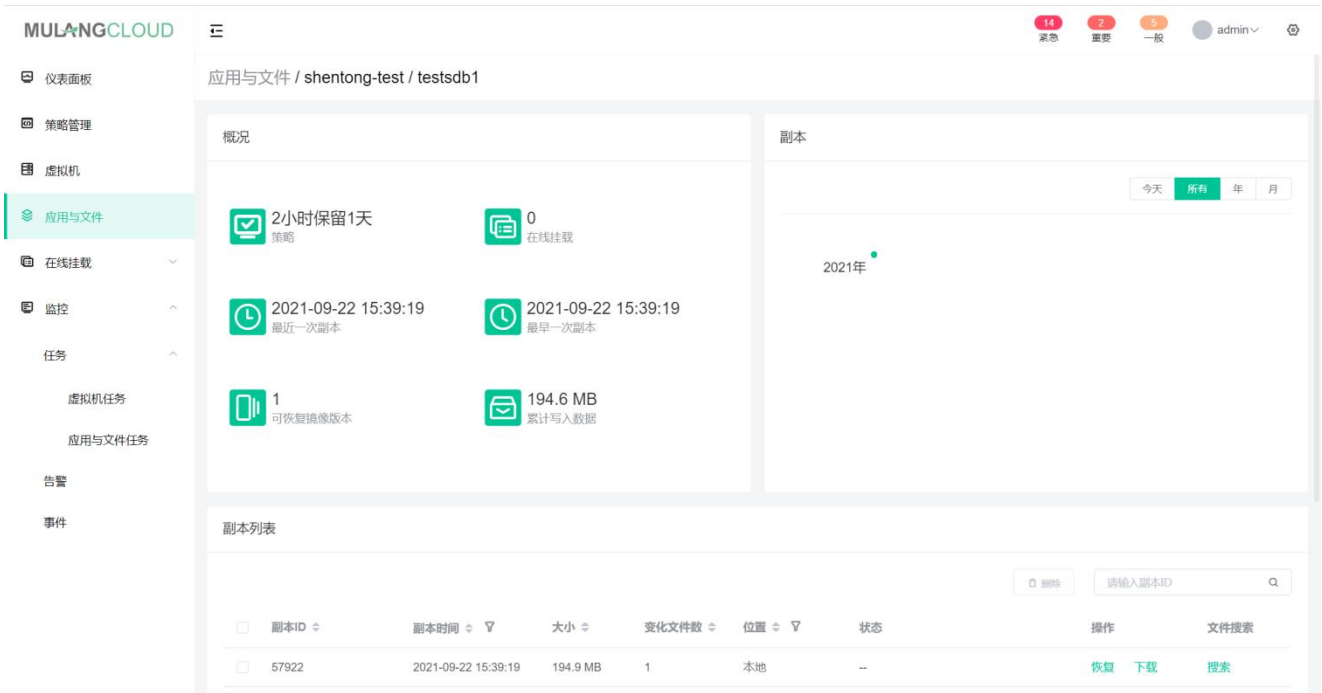 MULANGCLOUD
14 紧急
2 重要
5 一般
admin
仪表面板
策略管理
虚拟机
应用与文件
在线挂载
监控
任务
虚拟机任务
应用与文件任务
告警
事件
应用与文件 / shentong-test / testsdb1
概况
2小时保留1天
策略
0
在线挂载
2021-09-22 15:39:19
最近一次副本
2021-09-22 15:39:19
最早一次副本
1
可恢复镜像版本
194.6 MB
累计写入数据
副本
今天 所有 年 月
2021年
副本列表
删除 请输入副本ID
副本ID 副本时间 大小 变化文件数 位置 状态 操作 文件搜索
57922 2021-09-22 15:39:19 194.9 MB 1 本地 -- 恢复 下载 搜索